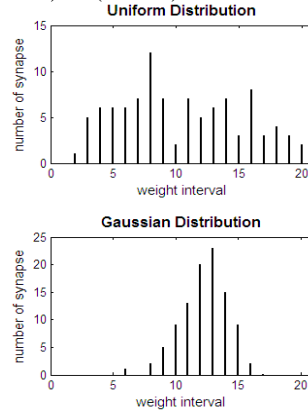 Uniform Distribution
15
10
5
0
number of synapse
0 5 10 15 20
weight interval
Gaussian Distribution
25
20
15
10
5
0
number of synapse
0 5 10 15 20
weight interval